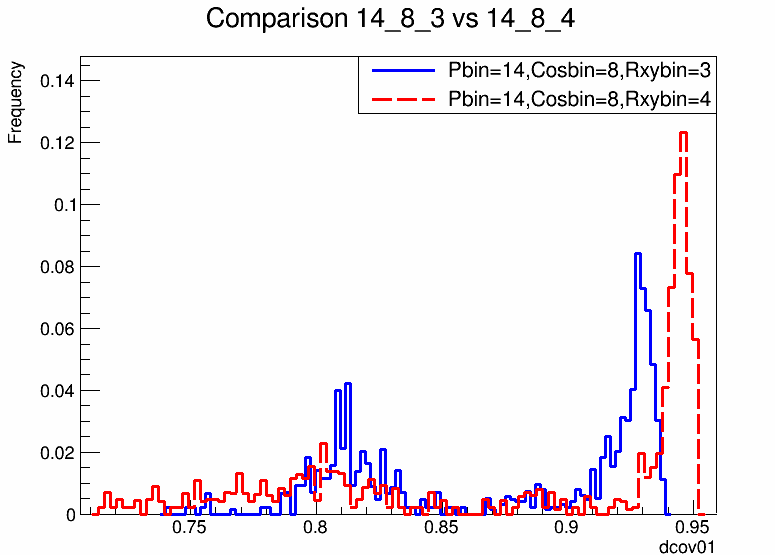 Comparison 14_8_3 vs 14_8_4
Frequency
Pbin=14,Cosbin=8,Rxybin=3
Pbin=14,Cosbin=8,Rxybin=4
0.14
0.12
0.1
0.08
0.06
0.04
0.02
0
0.75 0.8 0.85 0.9 0.95
dcov01